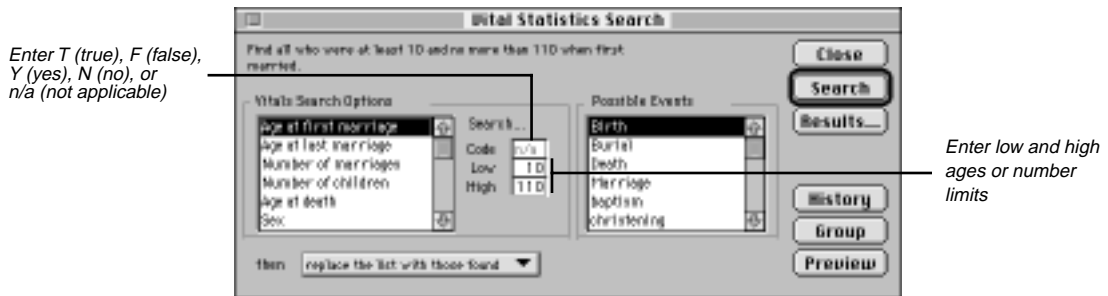 Vital Statistics Search
Enter T (true), F (false),
Y (yes), N (no), or
n/a (not applicable)
Find all who were at least 10 and no more than 110 when first
married.
Close
Search
Results...
Vitals Search Options
Age at first marriage
Age at last marriage
Number of marriages
Number of children
Age at death
Sex
Search...
Code n/a
Low 10
High 110
Possible Events
Birth
Burial
Death
Marriage
baptism
christening
Enter low and high
ages or number
limits
History
Group
Preview
then replace the list with those found